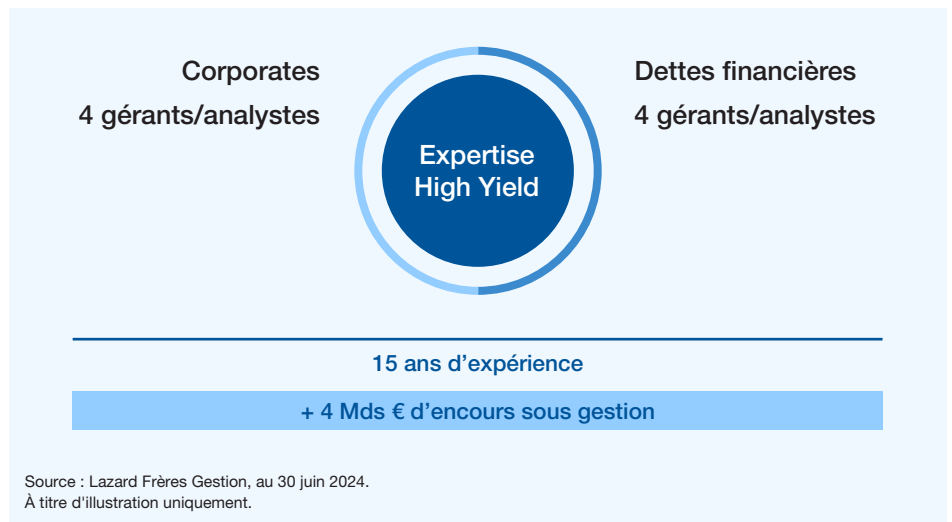 Corporates
4 gérants/analystes
Expertise
High Yield
Dettes financières
4 gérants/analystes
15 ans d’expérience
+ 4 Mds € d’encours sous gestion
Source : Lazard Frères Gestion, au 30 juin 2024.
À titre d'illustration uniquement.